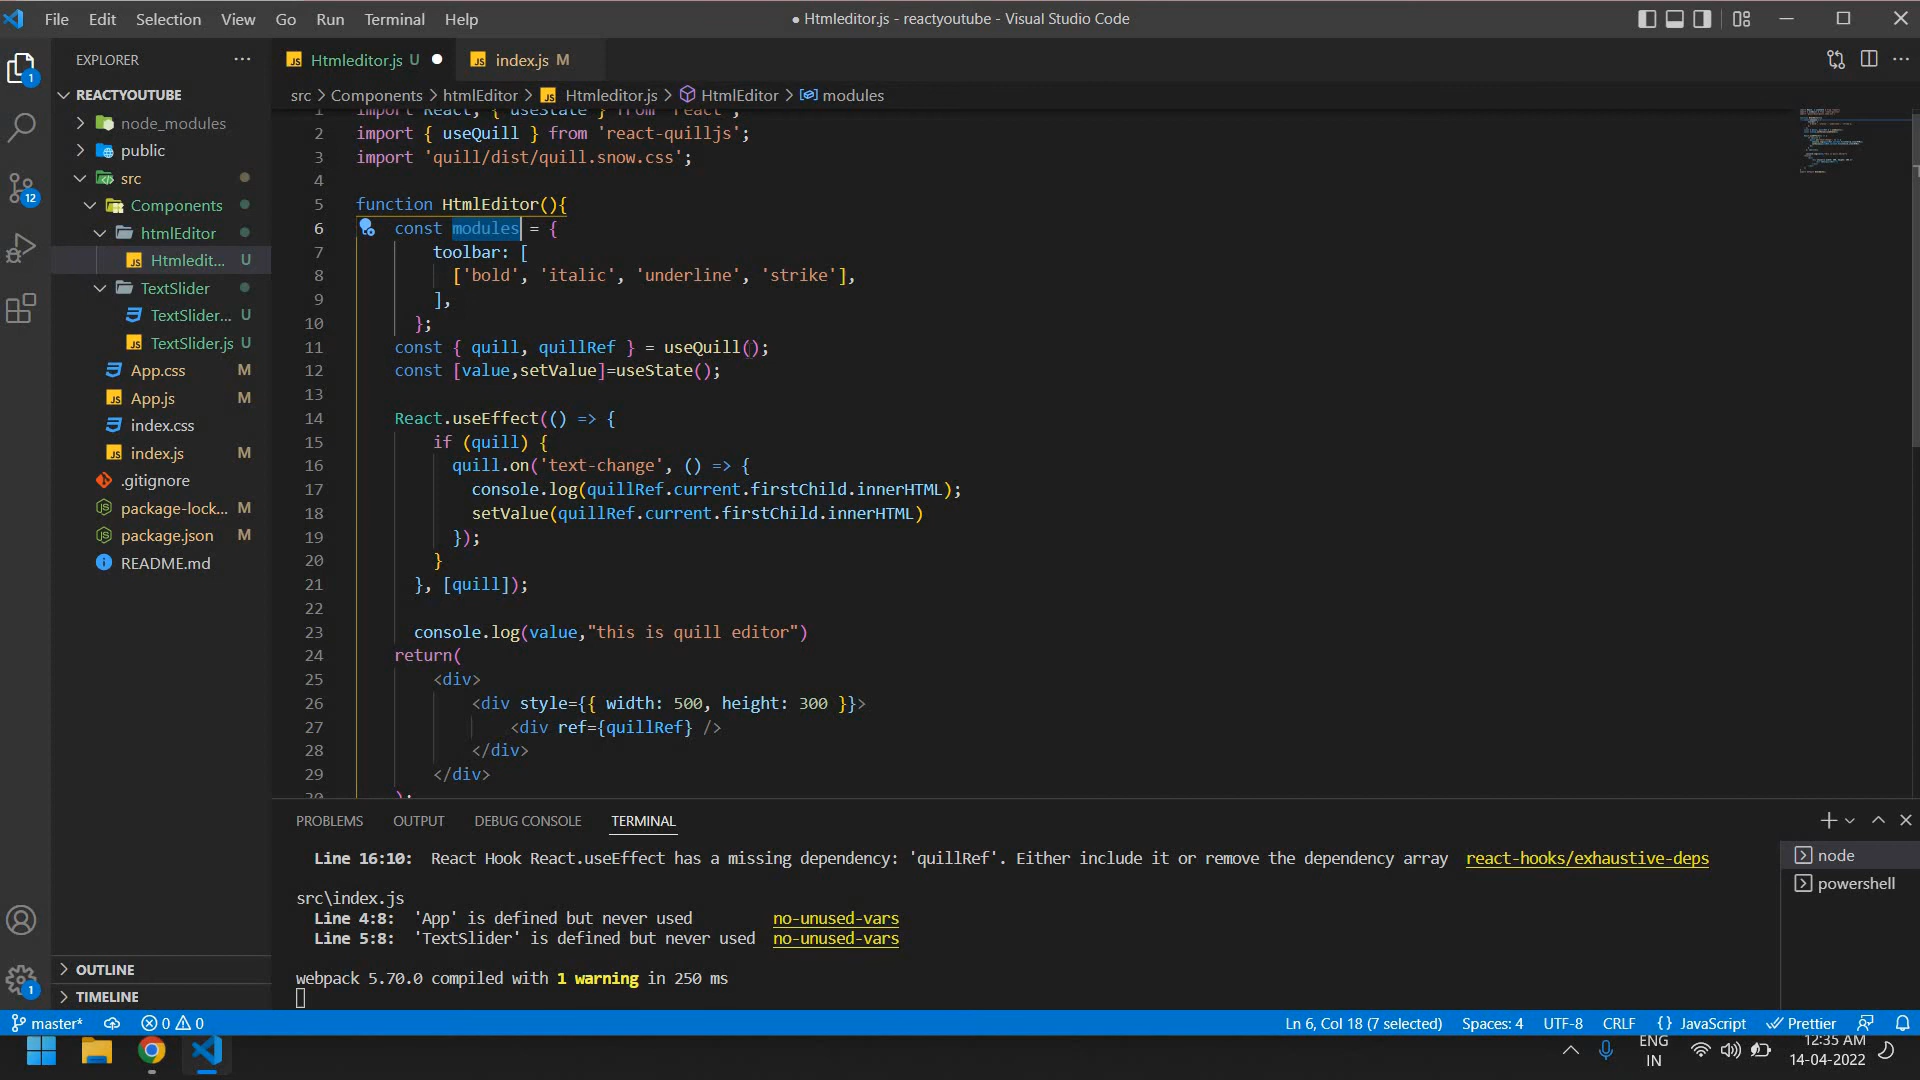 File Edit Selection View Go Run Terminal Help
● Htmleditor.js - reactyoutube - Visual Studio Code
EXPLORER ···
Htmleditor.js U ●
index.js M
REACTYOUTUBE
src > Components > htmlEditor > Htmleditor.js > HtmlEditor > modules
node_modules
public
src
Components
htmlEditor
Htmledit... U
TextSlider
TextSlider... U
TextSlider.js U
App.css M
App.js M
index.css
index.js M
.gitignore
package-lock... M
package.json M
README.md
OUTLINE
TIMELINE
1
12
1
1 import React, { useState } from 'react';
2 import { useQuill } from 'react-quilljs';
3 import 'quill/dist/quill.snow.css';
4
5 function HtmlEditor(){
6 const modules = {
7 toolbar: [
8 ['bold', 'italic', 'underline', 'strike'],
9 ],
10 };
11 const { quill, quillRef } = useQuill();
12 const [value,setValue]=useState();
13
14 React.useEffect(() => {
15 if (quill) {
16 quill.on('text-change', () => {
17 console.log(quillRef.current.firstChild.innerHTML);
18 setValue(quillRef.current.firstChild.innerHTML)
19 });
20 }
21 }, [quill]);
22
23 console.log(value,"this is quill editor")
24 return(
25 <div>
26 <div style={{ width: 500, height: 300 }}>
27 <div ref={quillRef} />
28 </div>
29 </div>
30 );
PROBLEMS OUTPUT DEBUG CONSOLE TERMINAL
Line 16:10: React Hook React.useEffect has a missing dependency: 'quillRef'. Either include it or remove the dependency array react-hooks/exhaustive-deps
src\index.js
Line 4:8: 'App' is defined but never used no-unused-vars
Line 5:8: 'TextSlider' is defined but never used no-unused-vars
webpack 5.70.0 compiled with 1 warning in 250 ms
node
powershell
master* 0 0 Ln 6, Col 18 (7 selected) Spaces: 4 UTF-8 CRLF {} JavaScript Prettier
ENG
IN
12:35 AM
14-04-2022